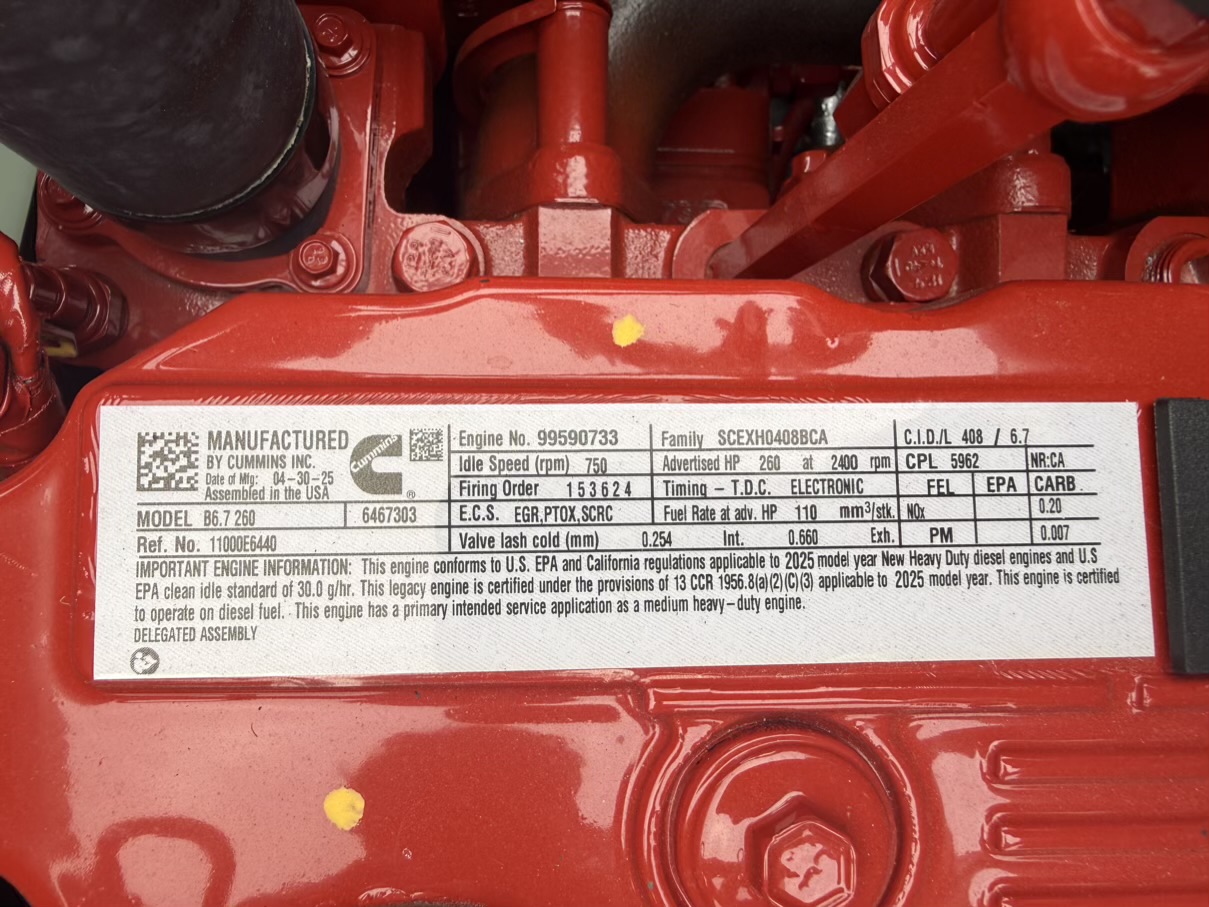 MANUFACTURED
BY CUMMINS INC.
Date of Mfg: 04-30-25
Assembled in the USA
Cummins
®
MODEL B6.7 260 6467303
Ref. No. 11000E6440
Engine No. 99590733
Idle Speed (rpm) 750
Firing Order 153624
E.C.S. EGR,PTOX,SCRC
Valve lash cold (mm) 0.254 Int. 0.660 Exh.
Family SCEXH0408BCA
Advertised HP 260 at 2400 rpm
Timing - T.D.C. ELECTRONIC
Fuel Rate at adv. HP 110 mm³/stk.
C.I.D./L 408 / 6.7
CPL 5962 NR:CA
FEL EPA CARB
NOx 0.20
PM 0.007
IMPORTANT ENGINE INFORMATION: This engine conforms to U.S. EPA and California regulations applicable to 2025 model year New Heavy Duty diesel engines and U.S
EPA clean idle standard of 30.0 g/hr. This legacy engine is certified under the provisions of 13 CCR 1956.8(a)(2)(C)(3) applicable to 2025 model year. This engine is certified
to operate on diesel fuel. This engine has a primary intended service application as a medium heavy-duty engine.
DELEGATED ASSEMBLY